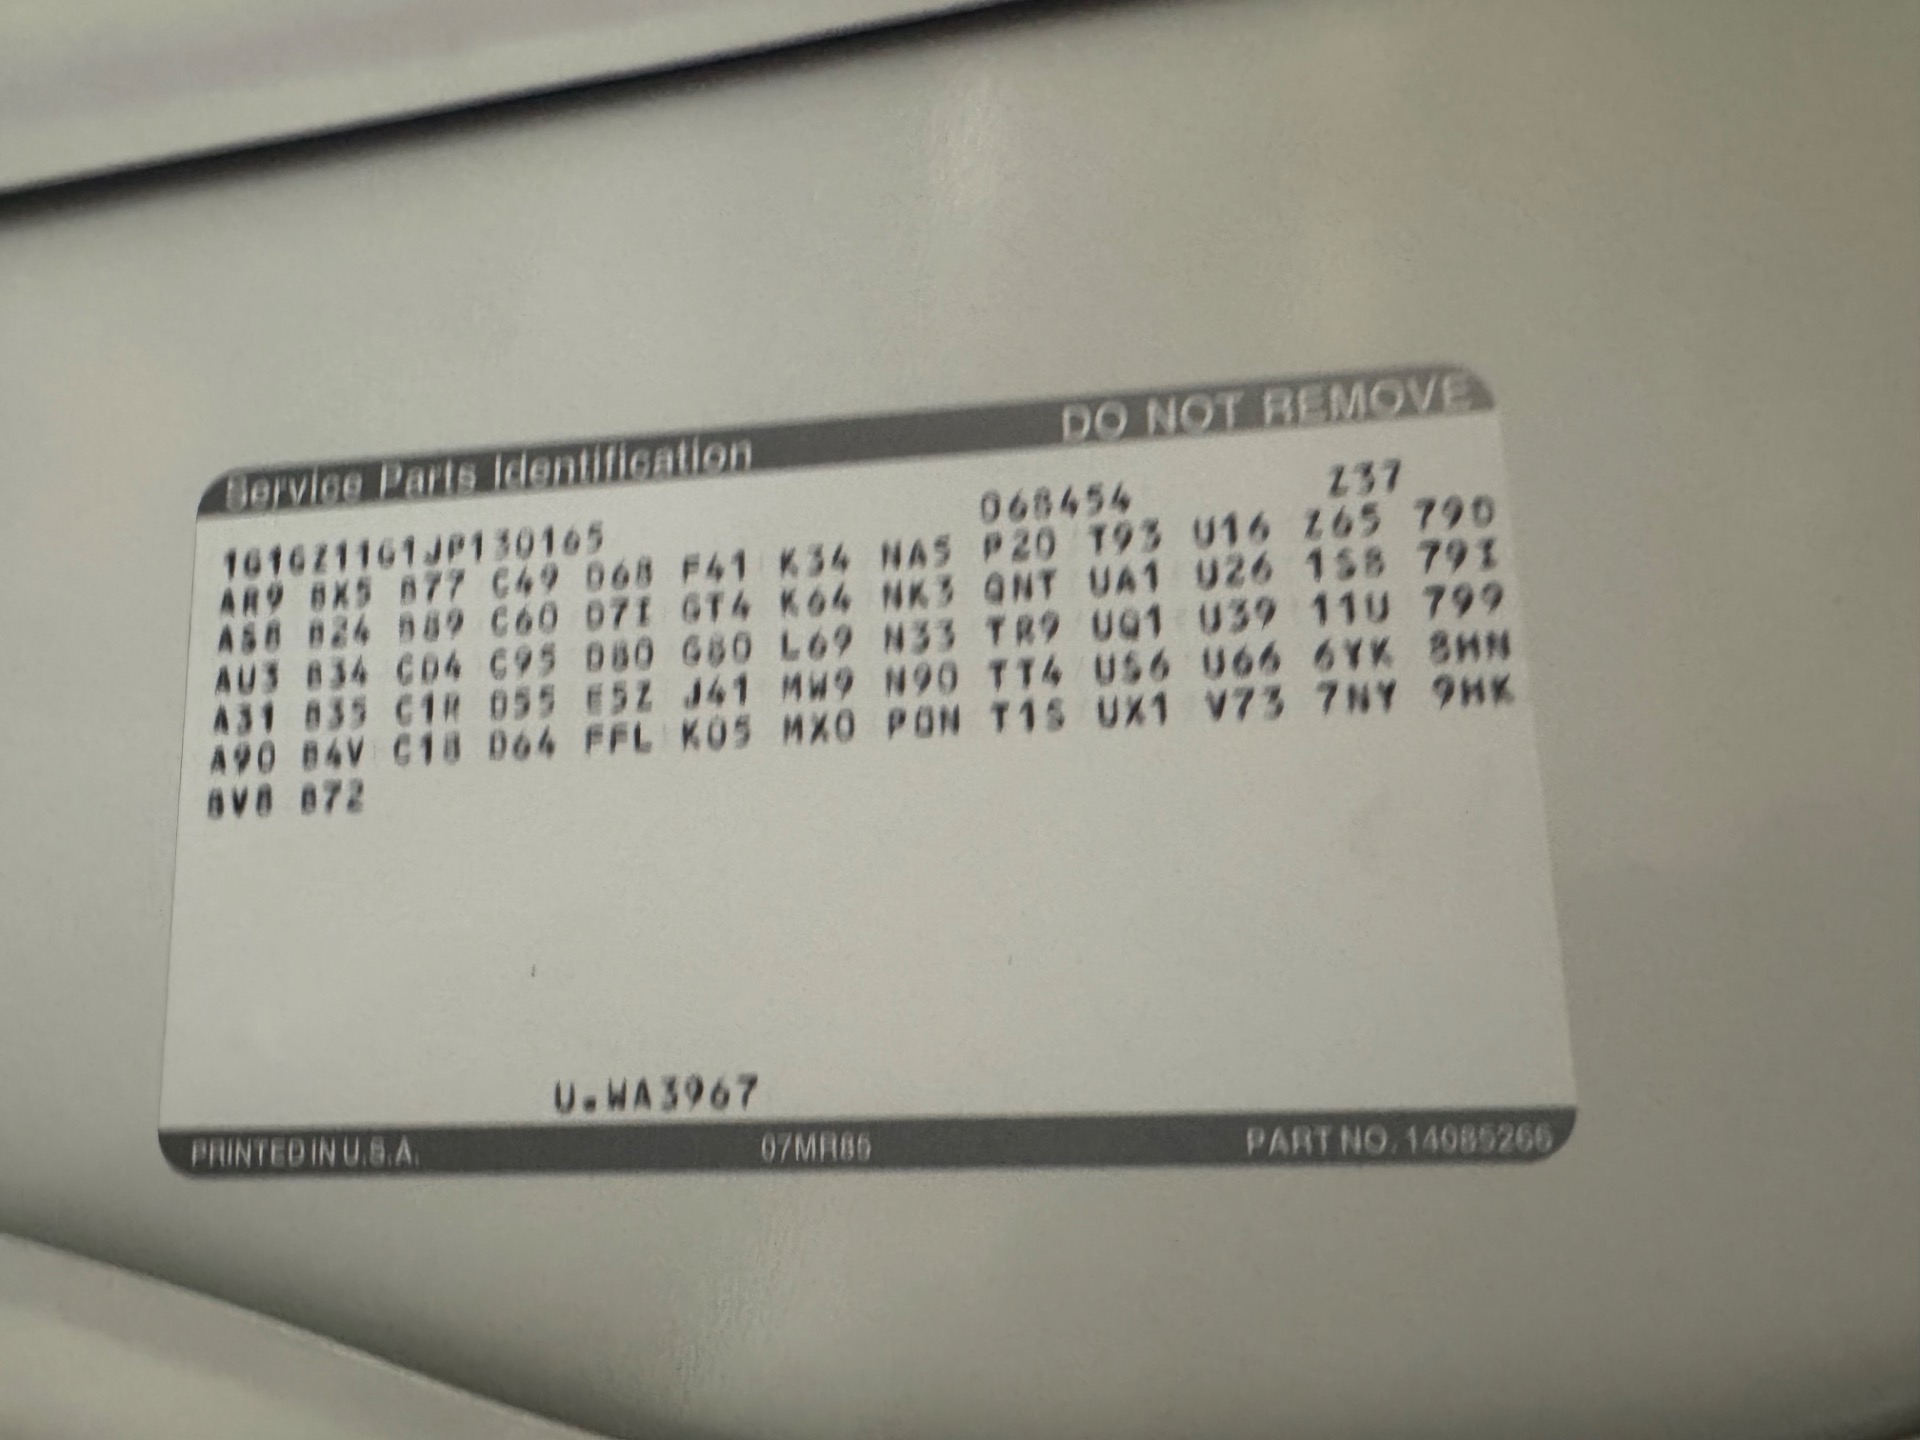 Service Parts Identification DO NOT REMOVE
1G1GZ11G1JP130165 068454 Z37
AR9 BX5 B77 C49 D68 F41 K34 NA5 P20 T93 U16 Z65 79D
AS8 B24 B89 C60 D7I GT4 K64 NK3 QNT UA1 U26 1SB 79I
AU3 B34 CD4 C95 D80 G80 L69 N33 TR9 UQ1 U39 11U 799
A31 B35 C1R D55 E5Z J41 MW9 N90 TT4 US6 U66 6YK 8HN
A90 B4V C18 D64 FFL K05 MX0 PQN T1S UX1 V73 7NY 9HK
BV8 B72
U.WA3967
PRINTED IN U.S.A. 07MR86 PART NO. 14085266